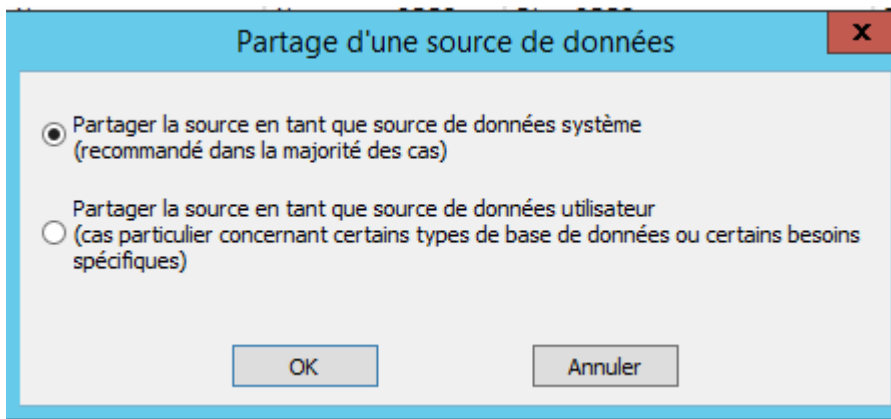 Partage d'une source de données
x
Partager la source en tant que source de données système
(recommandé dans la majorité des cas)
Partager la source en tant que source de données utilisateur
(cas particulier concernant certains types de base de données ou certains besoins
spécifiques)
OK
Annuler